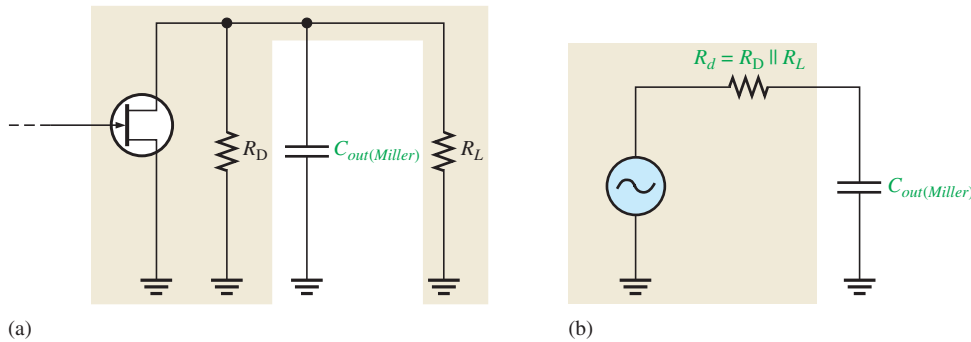 R_D
C_out(Miller)
R_L
(a)
R_d = R_D || R_L
C_out(Miller)
(b)